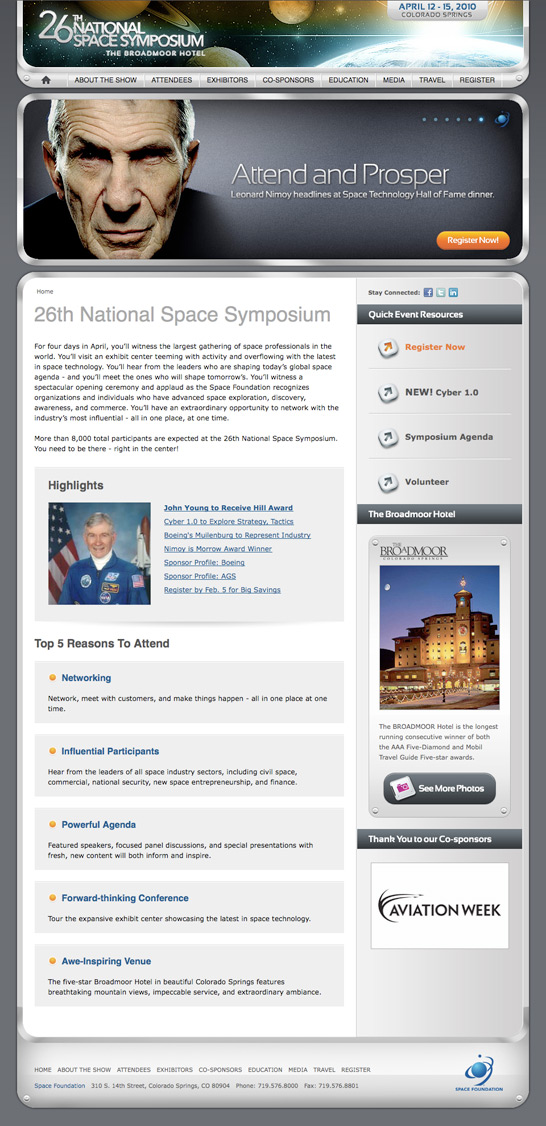 APRIL 12 - 15, 2010
COLORADO SPRINGS
26TH NATIONAL
SPACE SYMPOSIUM
THE BROADMOOR HOTEL
ABOUT THE SHOW ATTENDEES EXHIBITORS CO-SPONSORS EDUCATION MEDIA TRAVEL REGISTER
Attend and Prosper
Leonard Nimoy headlines at Space Technology Hall of Fame dinner.
Register Now!
Home
26th National Space Symposium
For four days in April, you'll witness the largest gathering of space professionals in the
world. You'll visit an exhibit center teeming with activity and overflowing with the latest
in space technology. You'll hear from the leaders who are shaping today's global space
agenda - and you'll meet the ones who will shape tomorrow's. You'll witness a
spectacular opening ceremony and applaud as the Space Foundation recognizes
organizations and individuals who have advanced space exploration, discovery,
awareness, and commerce. You'll have an extraordinary opportunity to network with the
industry's most influential - all in one place, at one time.
More than 8,000 total participants are expected at the 26th National Space Symposium.
You need to be there - right in the center!
Highlights
John Young to Receive Hill Award
Cyber 1.0 to Explore Strategy, Tactics
Boeing's Muilenburg to Represent Industry
Nimoy is Morrow Award Winner
Sponsor Profile: Boeing
Sponsor Profile: AGS
Register by Feb. 5 for Big Savings
Top 5 Reasons To Attend
Networking
Network, meet with customers, and make things happen - all in one place at one
time.
Influential Participants
Hear from the leaders of all space industry sectors, including civil space,
commercial, national security, new space entrepreneurship, and finance.
Powerful Agenda
Featured speakers, focused panel discussions, and special presentations with
fresh, new content will both inform and inspire.
Forward-thinking Conference
Tour the expansive exhibit center showcasing the latest in space technology.
Awe-Inspiring Venue
The five-star Broadmoor Hotel in beautiful Colorado Springs features
breathtaking mountain views, impeccable service, and extraordinary ambiance.
Stay Connected:
Quick Event Resources
Register Now
NEW! Cyber 1.0
Symposium Agenda
Volunteer
The Broadmoor Hotel
THE
BROADMOOR
COLORADO SPRINGS
The BROADMOOR Hotel is the longest
running consecutive winner of both
the AAA Five-Diamond and Mobil
Travel Guide Five-star awards.
See More Photos
Thank You to our Co-sponsors
AVIATION WEEK
HOME ABOUT THE SHOW ATTENDEES EXHIBITORS CO-SPONSORS EDUCATION MEDIA TRAVEL REGISTER
Space Foundation 310 S. 14th Street, Colorado Springs, CO 80904 Phone: 719.576.8000 Fax: 719.576.8801
SPACE FOUNDATION